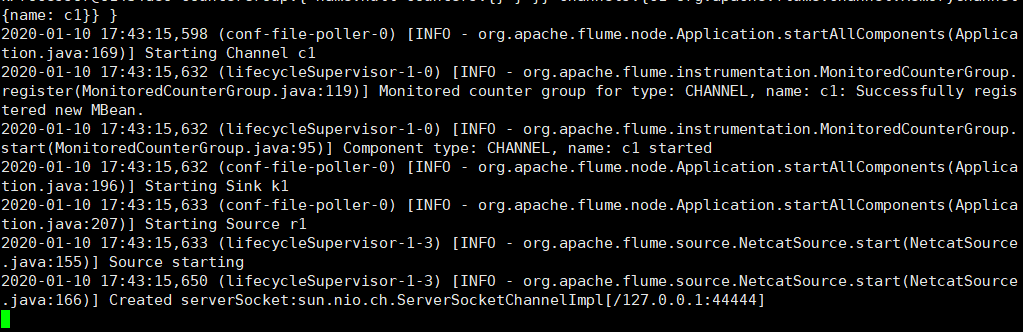 {name: c1}} }
2020-01-10 17:43:15,598 (conf-file-poller-0) [INFO - org.apache.flume.node.Application.startAllComponents(Applica
tion.java:169)] Starting Channel c1
2020-01-10 17:43:15,632 (lifecycleSupervisor-1-0) [INFO - org.apache.flume.instrumentation.MonitoredCounterGroup.
register(MonitoredCounterGroup.java:119)] Monitored counter group for type: CHANNEL, name: c1: Successfully regis
tered new MBean.
2020-01-10 17:43:15,632 (lifecycleSupervisor-1-0) [INFO - org.apache.flume.instrumentation.MonitoredCounterGroup.
start(MonitoredCounterGroup.java:95)] Component type: CHANNEL, name: c1 started
2020-01-10 17:43:15,632 (conf-file-poller-0) [INFO - org.apache.flume.node.Application.startAllComponents(Applica
tion.java:196)] Starting Sink k1
2020-01-10 17:43:15,633 (conf-file-poller-0) [INFO - org.apache.flume.node.Application.startAllComponents(Applica
tion.java:207)] Starting Source r1
2020-01-10 17:43:15,633 (lifecycleSupervisor-1-3) [INFO - org.apache.flume.source.NetcatSource.start(NetcatSource
.java:155)] Source starting
2020-01-10 17:43:15,650 (lifecycleSupervisor-1-3) [INFO - org.apache.flume.source.NetcatSource.start(NetcatSource
.java:166)] Created serverSocket:sun.nio.ch.ServerSocketChannelImpl[/127.0.0.1:44444]